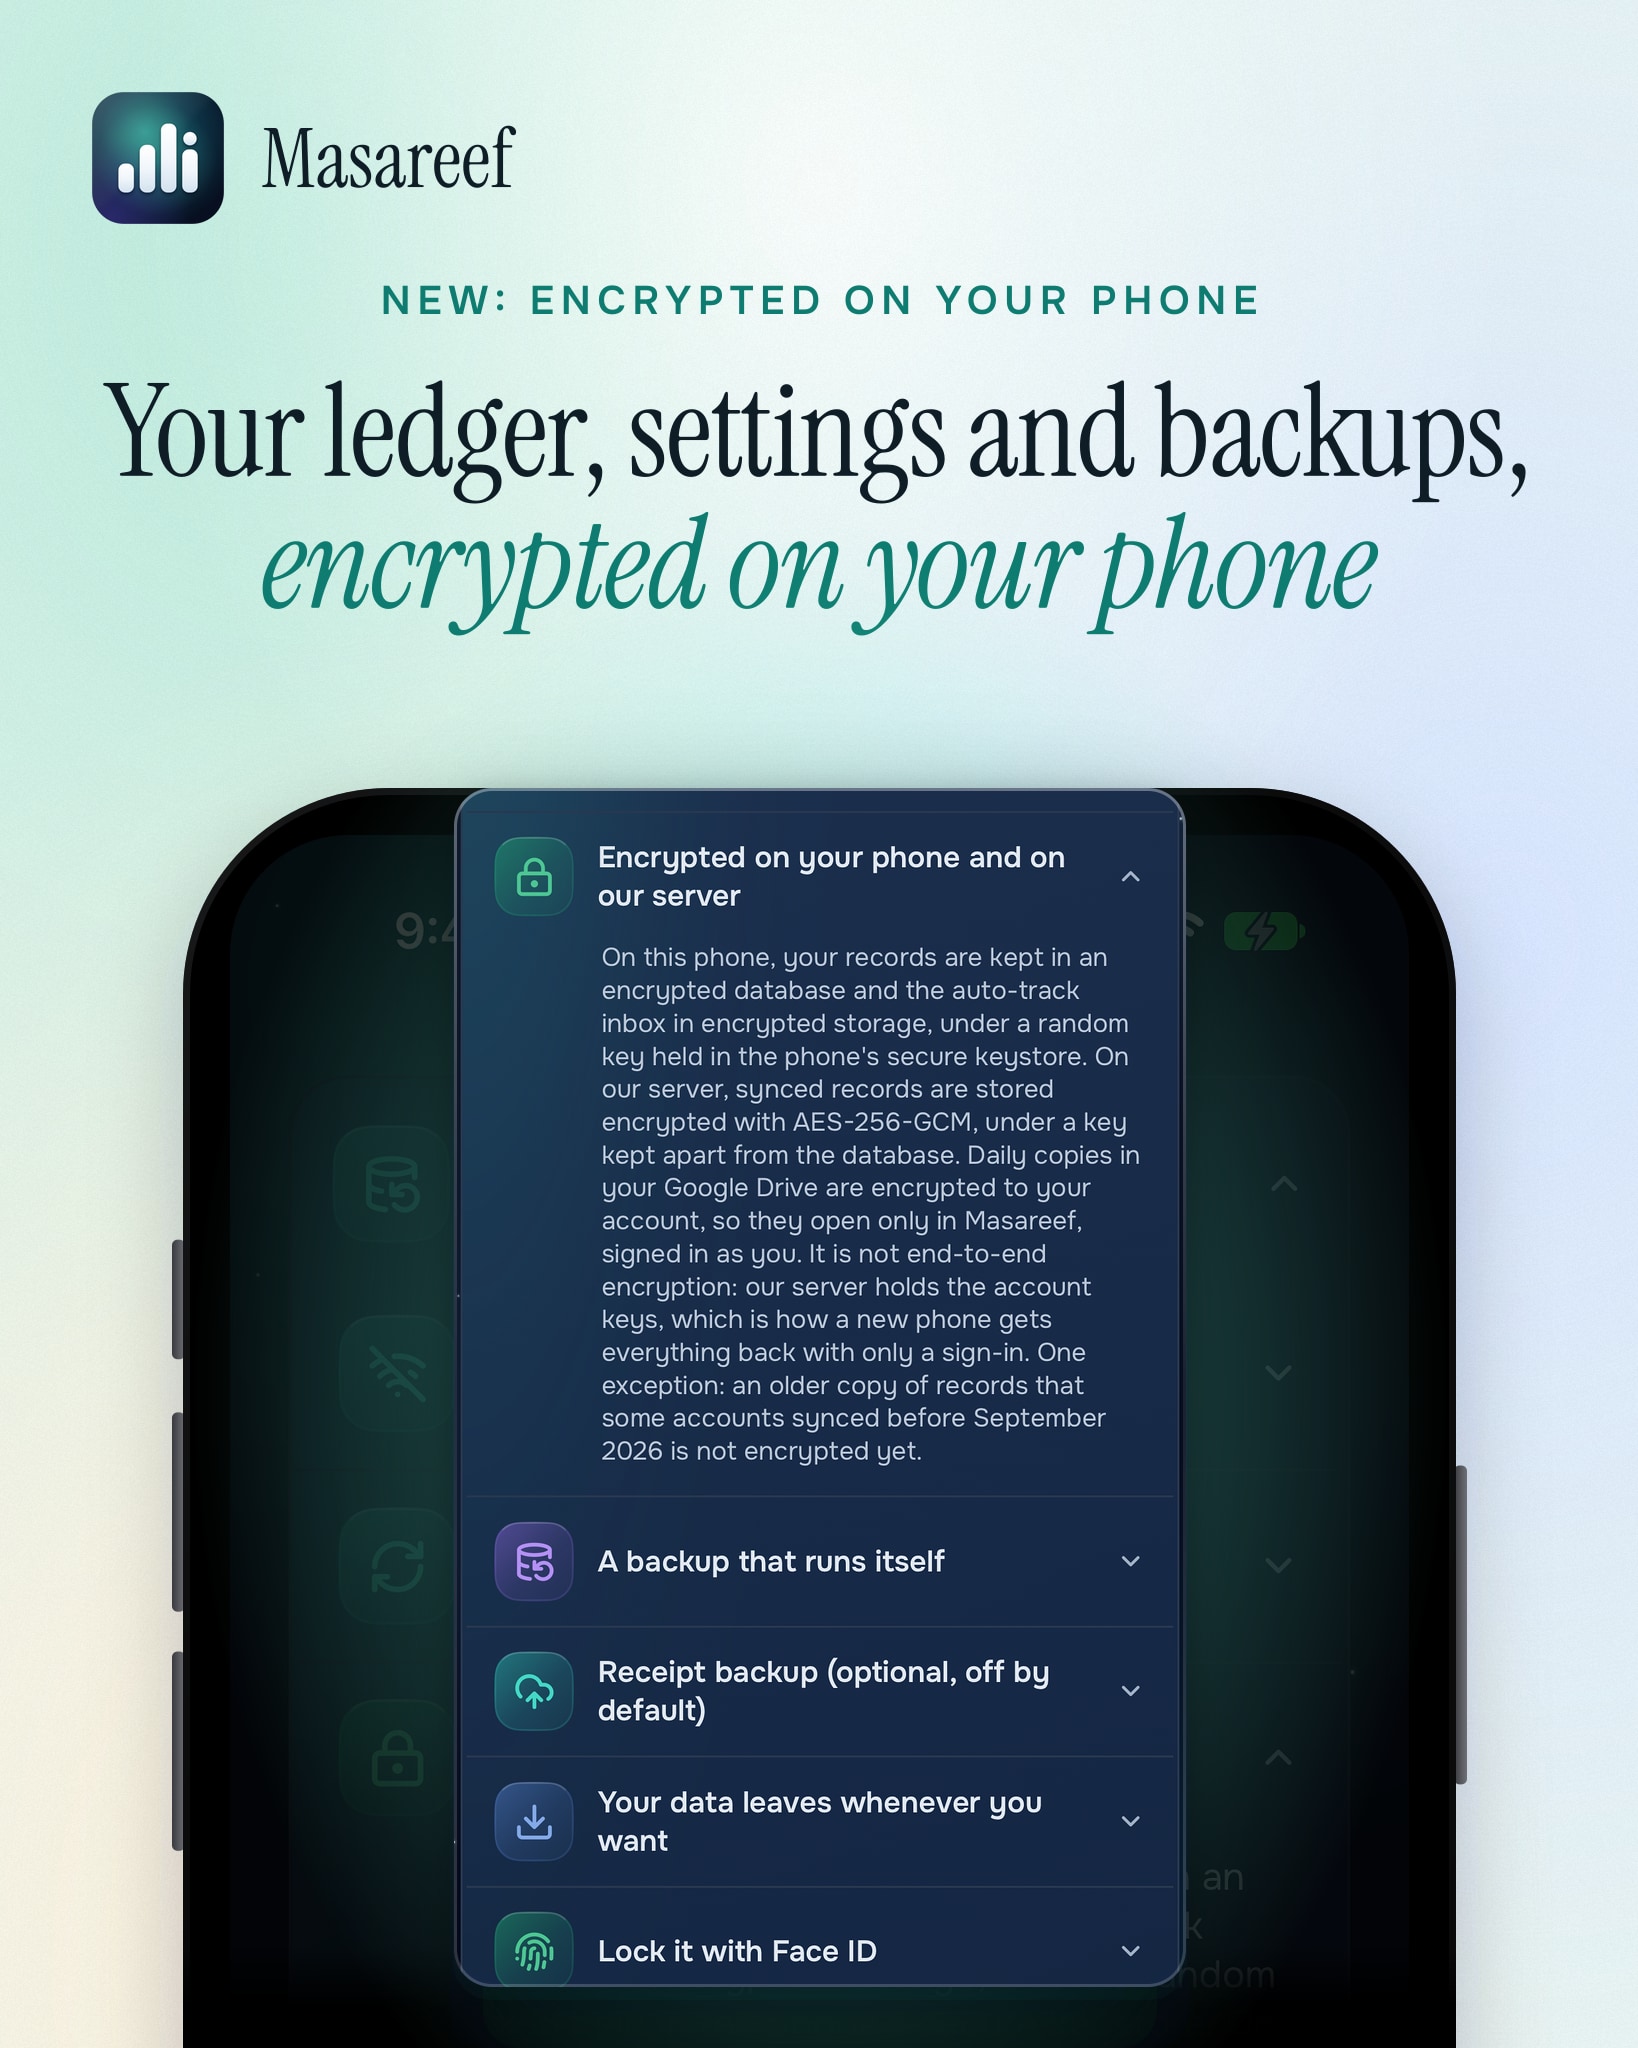 Masareef
NEW: ENCRYPTED ON YOUR PHONE
Your ledger, settings and backups,
encrypted on your phone
Encrypted on your phone and on
our server
On this phone, your records are kept in an
encrypted database and the auto-track
inbox in encrypted storage, under a random
key held in the phone's secure keystore. On
our server, synced records are stored
encrypted with AES-256-GCM, under a key
kept apart from the database. Daily copies in
your Google Drive are encrypted to your
account, so they open only in Masareef,
signed in as you. It is not end-to-end
encryption: our server holds the account
keys, which is how a new phone gets
everything back with only a sign-in. One
exception: an older copy of records that
some accounts synced before September
2026 is not encrypted yet.
A backup that runs itself
Receipt backup (optional, off by
default)
Your data leaves whenever you
want
an
Lock it with Face ID